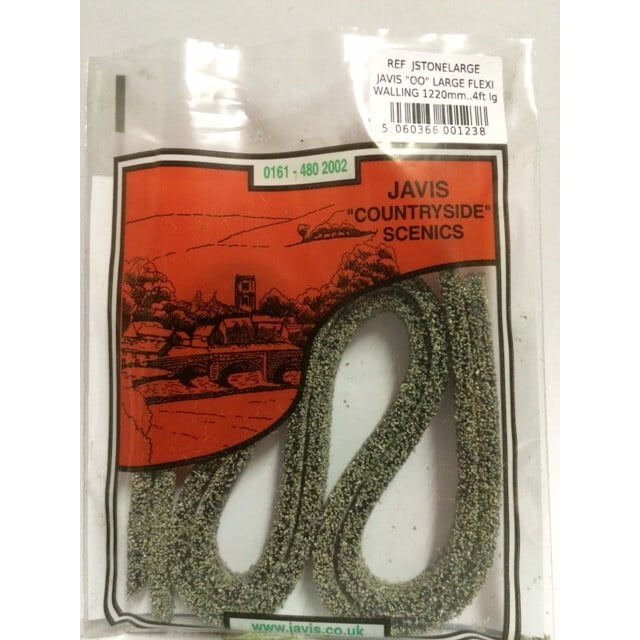 REF JSTONELARGE
JAVIS "OO" LARGE FLEXI
WALLING 1220mm..4ft lg
5 060366 001238
0161 - 480 2002
JAVIS
"COUNTRYSIDE"
SCENICS
www.javis.co.uk